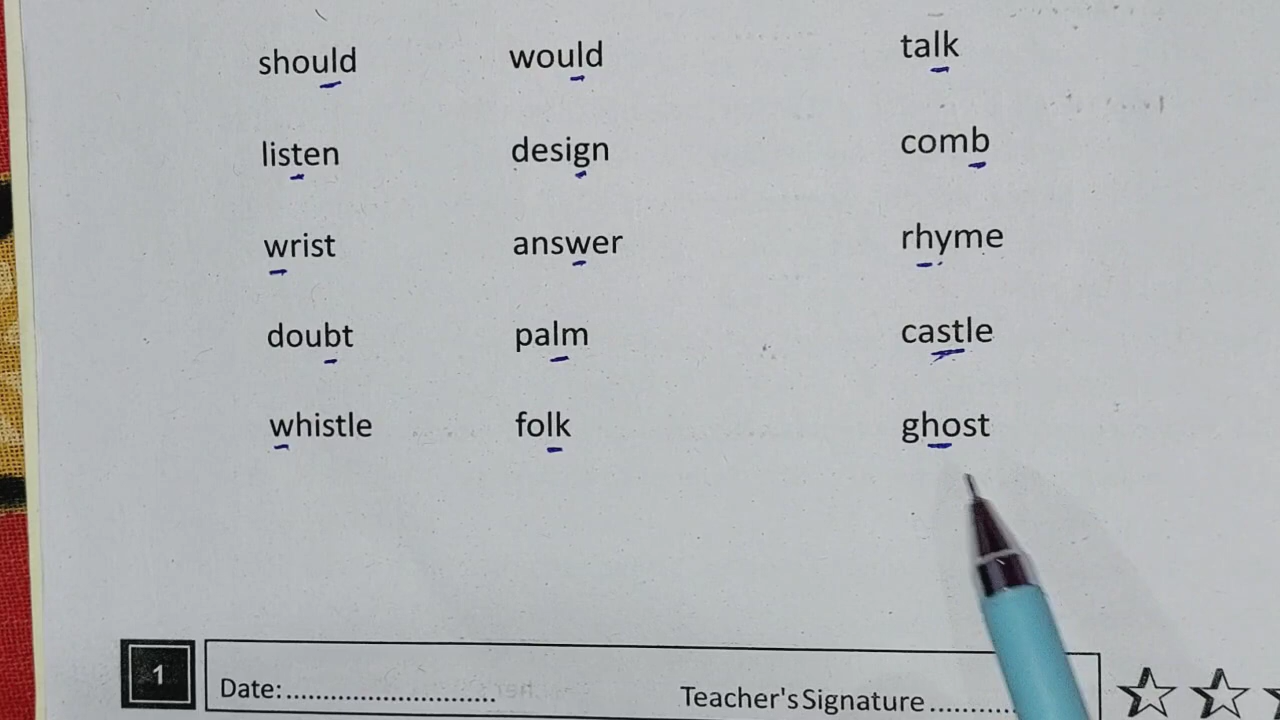 should would talk
listen design comb
wrist answer rhyme
doubt palm castle
whistle folk ghost
1 Date:.............................. Teacher's Signature...........